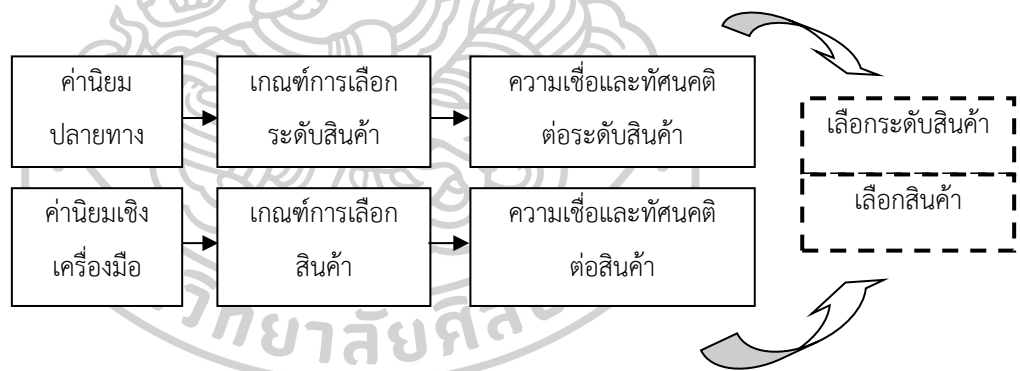 ค่านิยม
ปลายทาง
เกณฑ์การเลือก
ระดับสินค้า
ความเชื่อและทัศนคติ
ต่อระดับสินค้า
เลือกระดับสินค้า
ค่านิยมเชิง
เครื่องมือ
เกณฑ์การเลือก
สินค้า
ความเชื่อและทัศนคติ
ต่อสินค้า
เลือกสินค้า